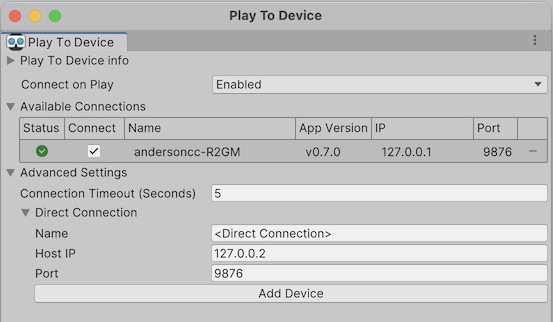 Play To Device
Play To Device
Play To Device info
Connect on Play Enabled
Available Connections
Status Connect Name App Version IP Port
andersoncc-R2GM v0.7.0 127.0.0.1 9876
Advanced Settings
Connection Timeout (Seconds) 5
Direct Connection
Name <Direct Connection>
Host IP 127.0.0.2
Port 9876
Add Device